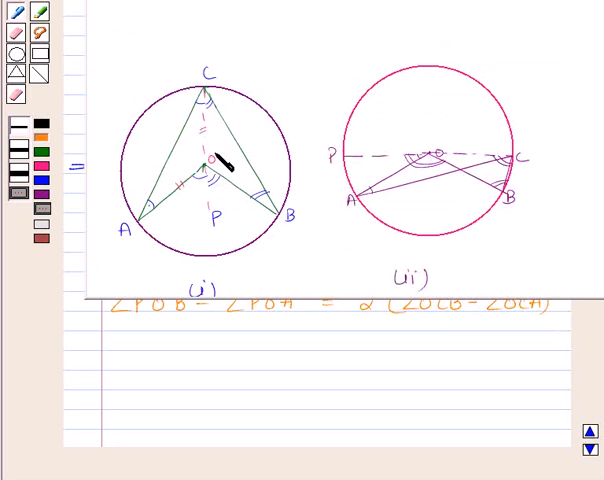 C
O
A
B
P
(i)
P
O
C
A
B
(ii)
=
∠POB - ∠POA = 2 (∠OCB - ∠OCA)